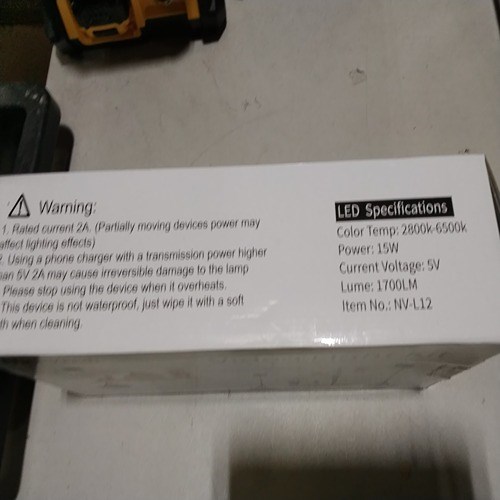 Warning:
1. Rated current 2A. (Partially moving devices power may
affect lighting effects)
2. Using a phone charger with a transmission power higher
than 5V 2A may cause irreversible damage to the lamp
Please stop using the device when it overheats.
This device is not waterproof, just wipe it with a soft
when cleaning.
LED Specifications
Color Temp: 2800k-6500k
Power: 15W
Current Voltage: 5V
Lume: 1700LM
Item No.: NV-L12